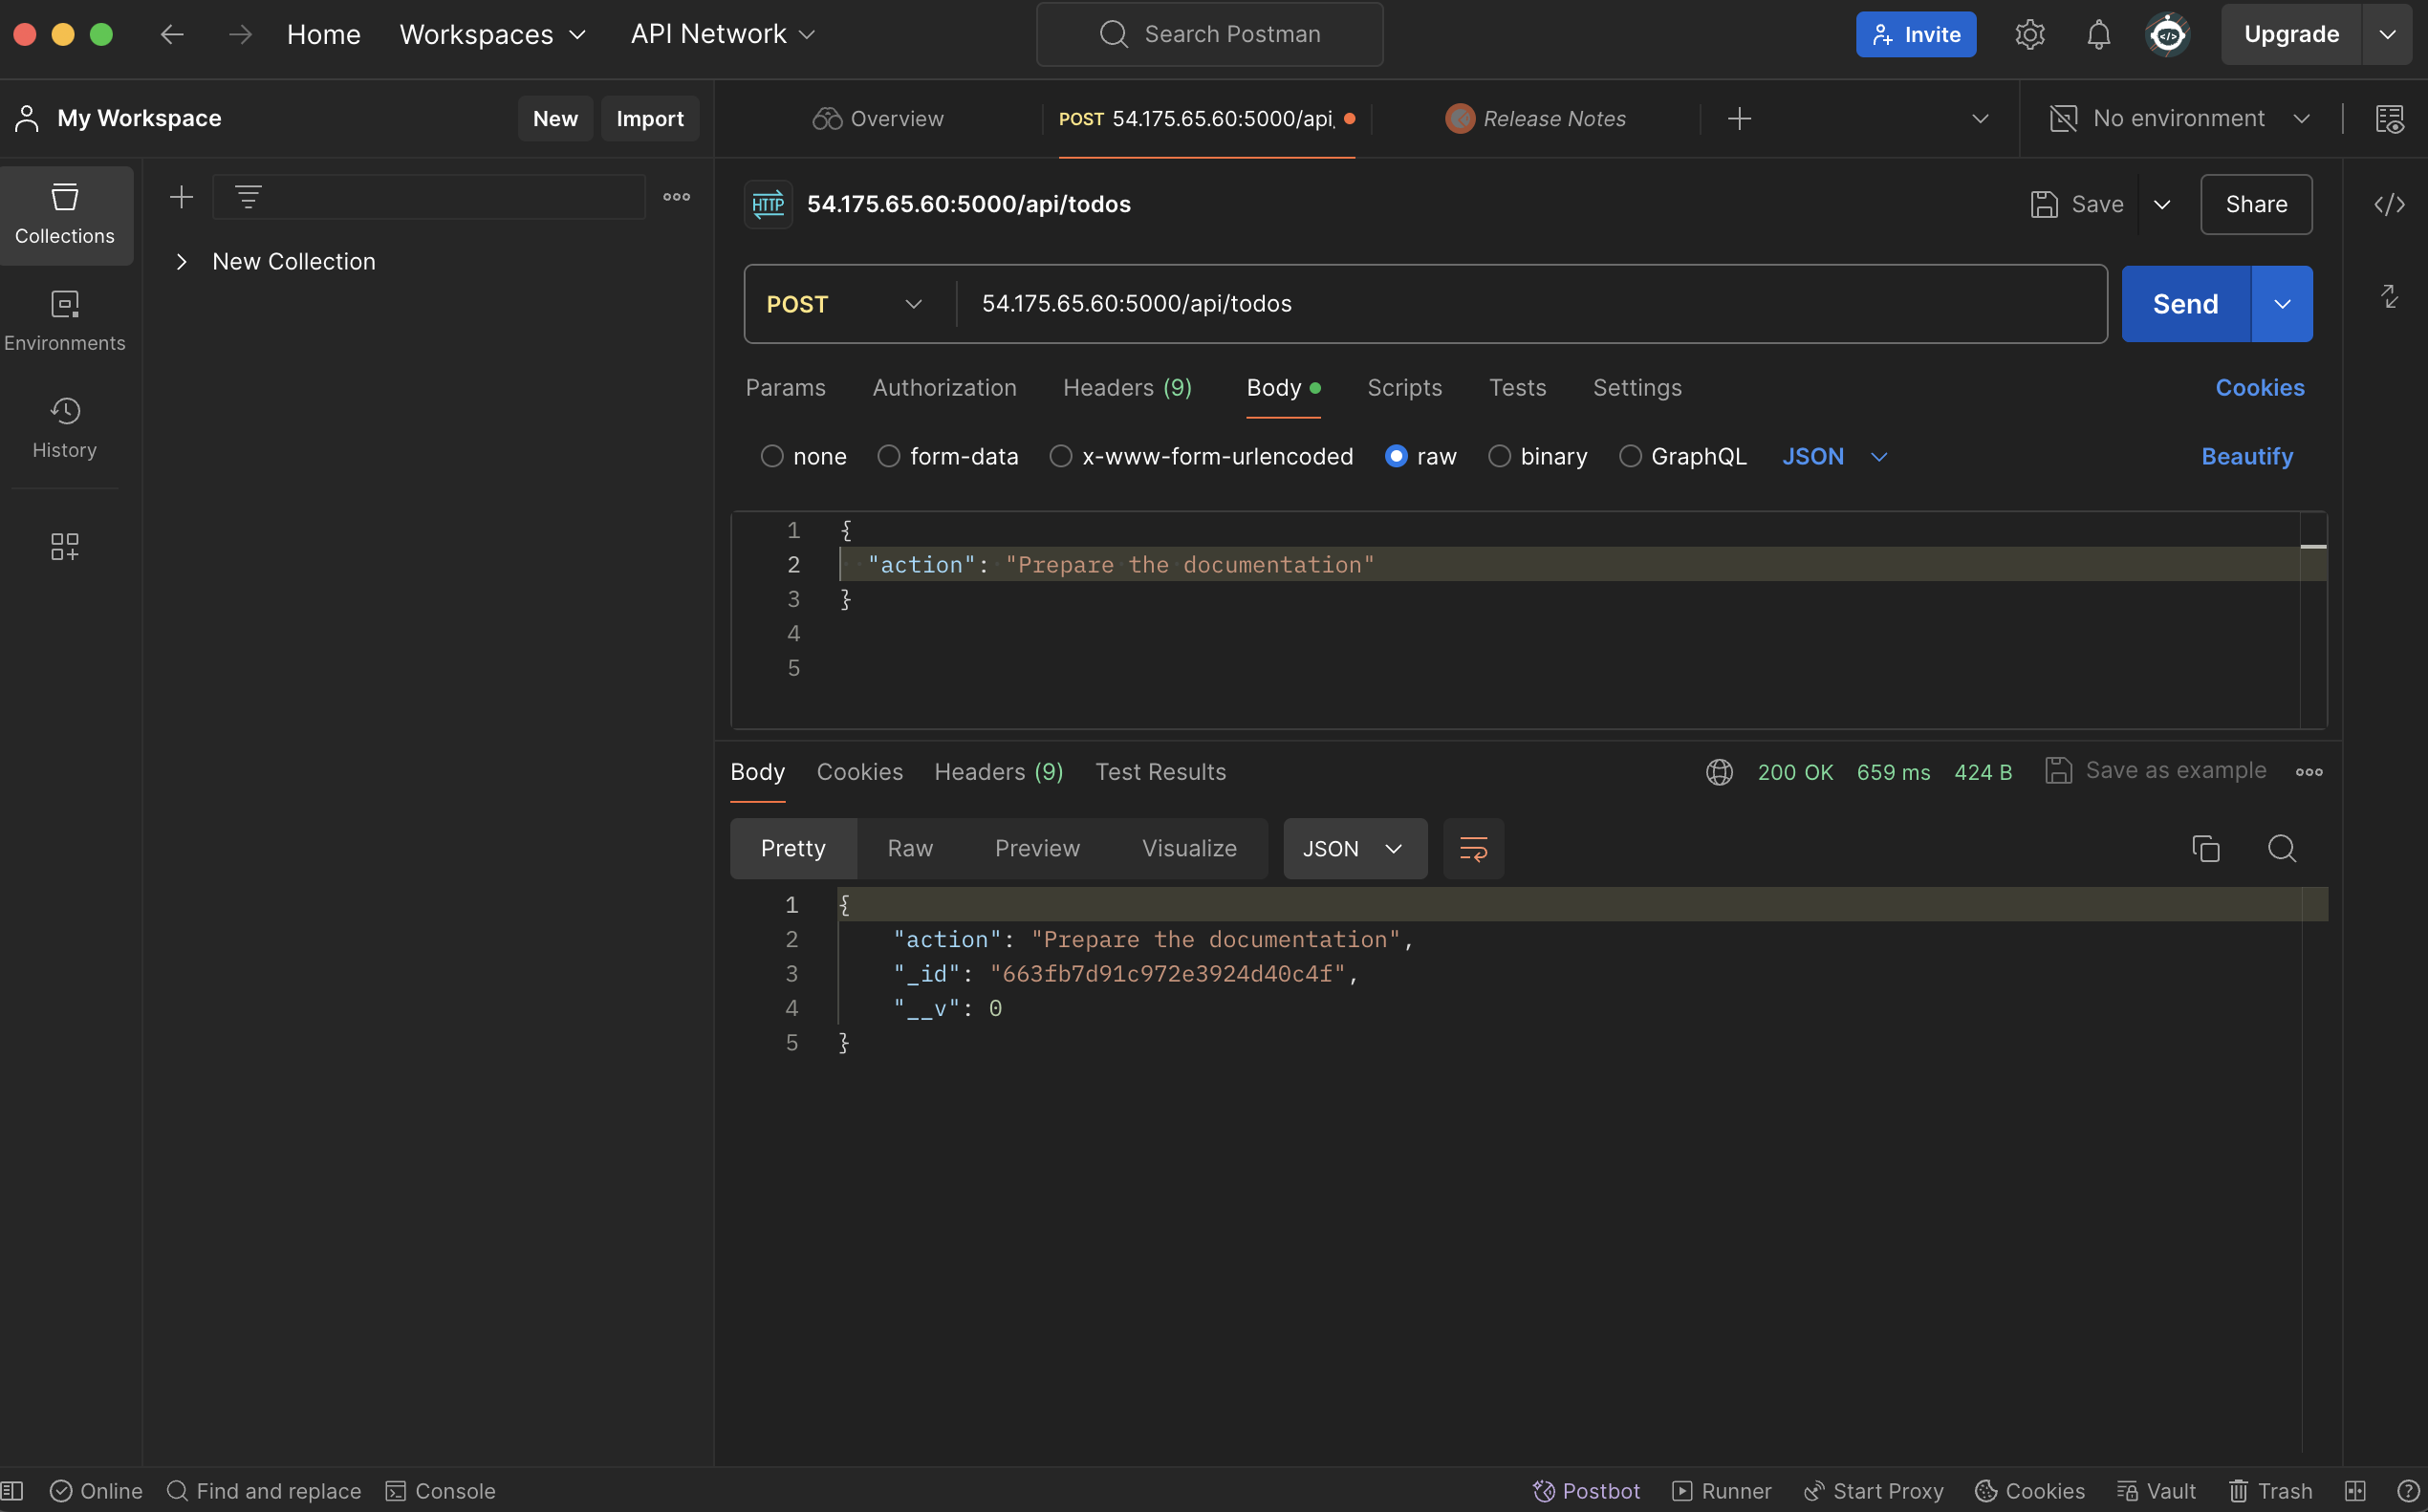 Home Workspaces API Network Search Postman Invite Upgrade
My Workspace New Import Overview POST 54.175.65.60:5000/api, Release Notes No environment
Collections
Environments
History
New Collection
HTTP 54.175.65.60:5000/api/todos Save Share
POST 54.175.65.60:5000/api/todos Send
Params Authorization Headers (9) Body Scripts Tests Settings Cookies
none form-data x-www-form-urlencoded raw binary GraphQL JSON Beautify
1 {
2 "action": "Prepare the documentation"
3 }
4
5
Body Cookies Headers (9) Test Results 200 OK 659 ms 424 B Save as example
Pretty Raw Preview Visualize JSON
1 {
2 "action": "Prepare the documentation",
3 "_id": "663fb7d91c972e3924d40c4f",
4 "__v": 0
5 }
Online Find and replace Console Postbot Runner Start Proxy Cookies Vault Trash